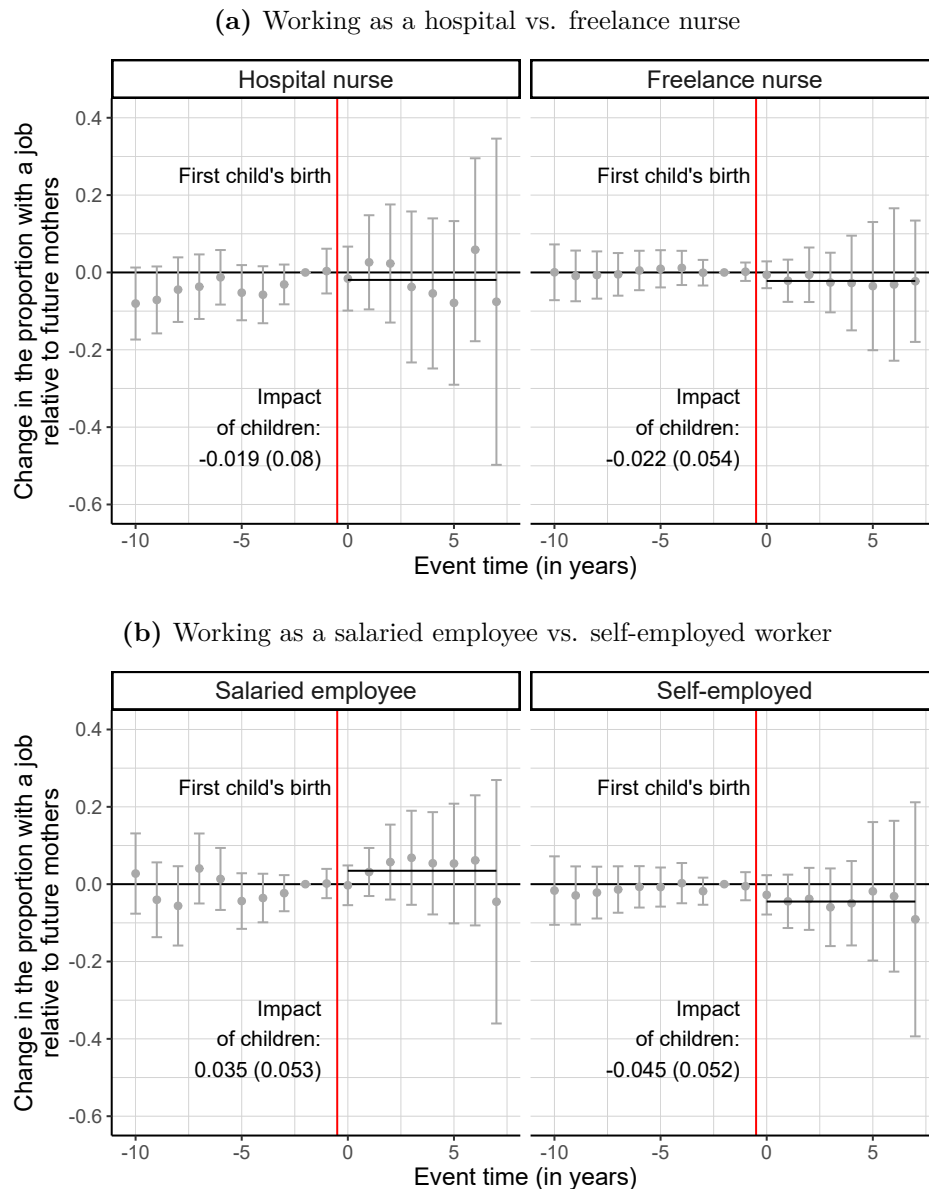 (a) Working as a hospital vs. freelance nurse
Hospital nurse
Freelance nurse
Change in the proportion with a job
relative to future mothers
0.4
0.2
0.0
-0.2
-0.4
-0.6
First child's birth
Impact
of children:
-0.019 (0.08)
First child's birth
Impact
of children:
-0.022 (0.054)
-10 -5 0 5
-10 -5 0 5
Event time (in years)
(b) Working as a salaried employee vs. self-employed worker
Salaried employee
Self-employed
Change in the proportion with a job
relative to future mothers
0.4
0.2
0.0
-0.2
-0.4
-0.6
First child's birth
Impact
of children:
0.035 (0.053)
First child's birth
Impact
of children:
-0.045 (0.052)
-10 -5 0 5
-10 -5 0 5
Event time (in years)